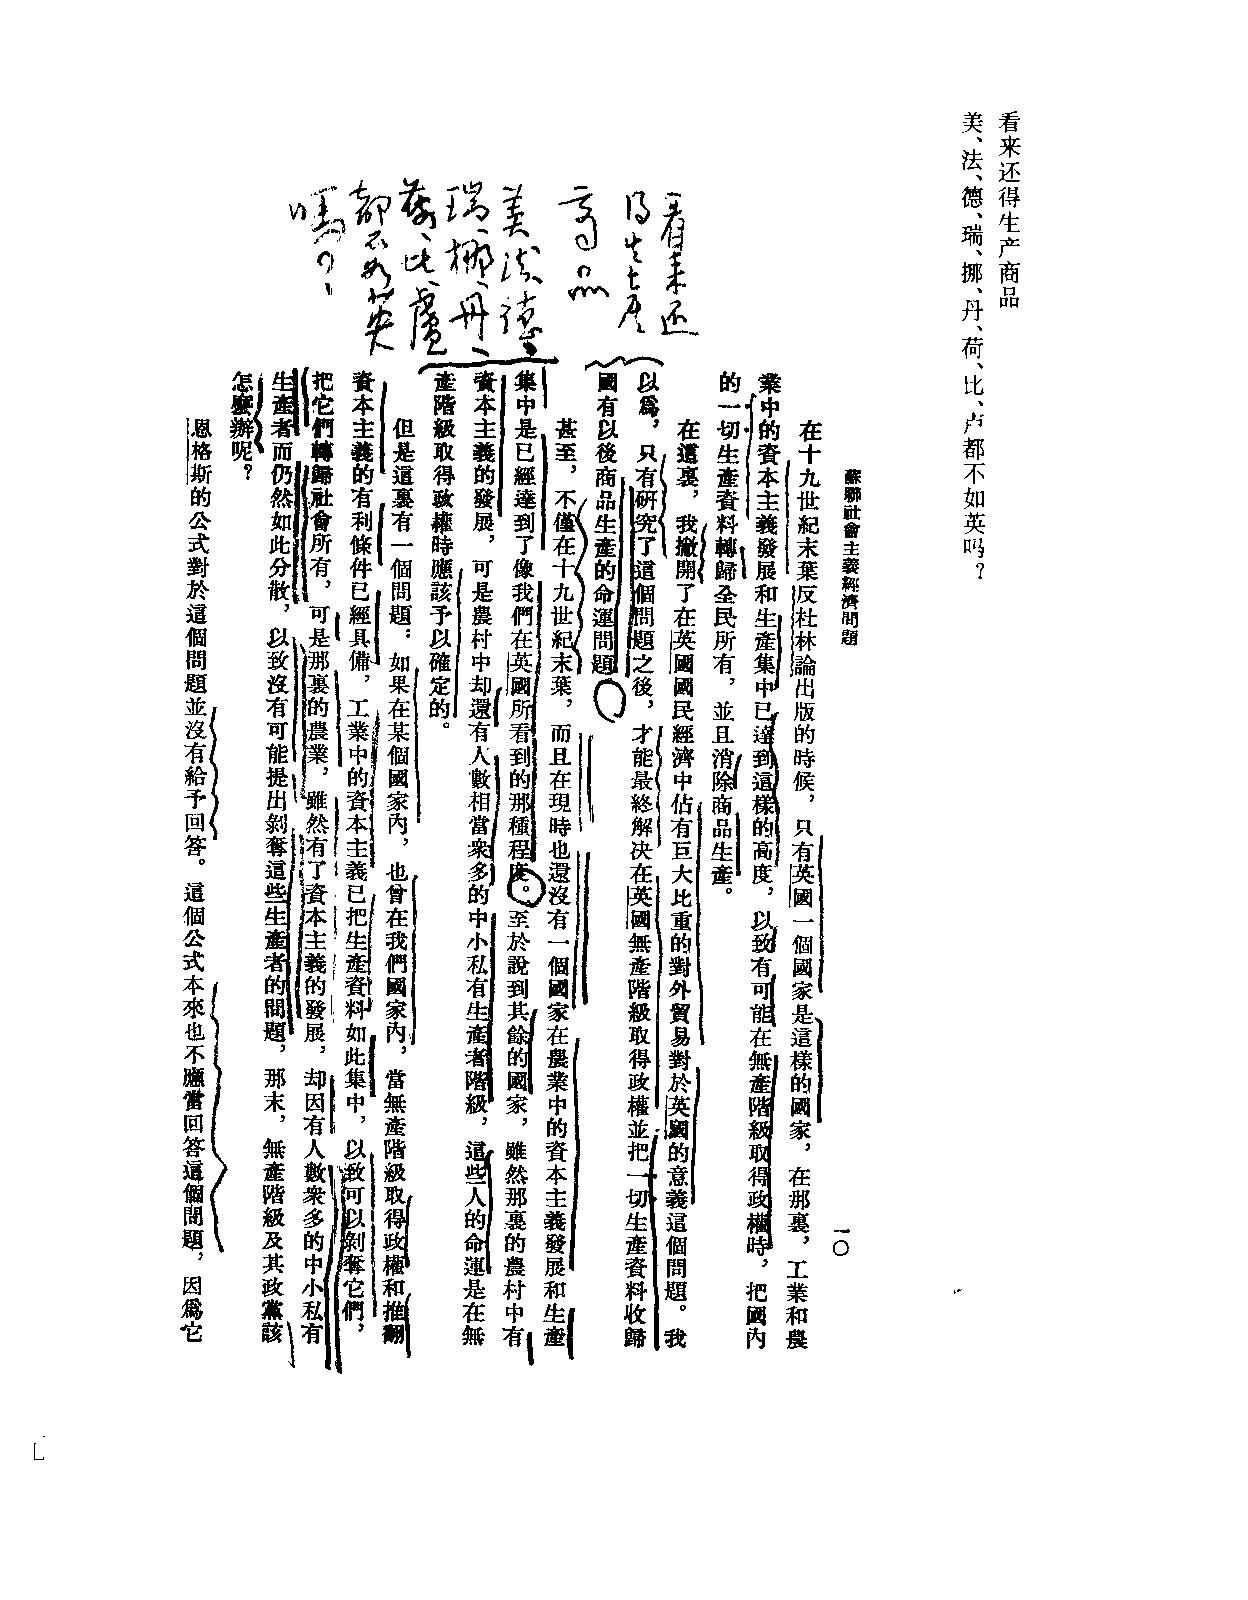 看来还得生产商品
美、法、德、瑞、挪、丹、荷、比、卢都不如英吗？
蘇聯社會主義經濟問題
一〇
看来还
得生产
商品
美、法、德、
瑞、挪、丹、
荷、比、盧
都不如英
嗎？
在十九世紀末葉反杜林論出版的時候，只有英國一個國家是這樣的國家，在那裏，工業和農
業中的資本主義發展和生產集中已達到這樣的高度，以致有可能在無產階級取得政權時，把國內
的一切生產資料轉歸全民所有，並且消除商品生產。
在這裏，我撇開了在英國國民經濟中佔有巨大比重的對外貿易對於英國的意義這個問題。我
以爲，只有研究了這個問題之後，才能最終解決在英國無產階級取得政權並把一切生產資料收歸
國有以後商品生產的命運問題。
甚至，不僅在十九世紀末葉，而且在現時也還沒有一個國家在農業中的資本主義發展和生產
集中是已經達到了像我們在英國所看到的那種程度。至於說到其餘的國家，雖然那裏的農村中有
資本主義的發展，可是農村中却還有人數相當衆多的中小私有生產者階級，這些人的命運是在無
產階級取得政權時應該予以確定的。
但是這裏有一個問題：如果在某個國家內，也曾在我們國家內，當無產階級取得政權和推翻
資本主義的有利條件已經具備，工業中的資本主義已把生產資料如此集中，以致可以剝奪它們，
把它們轉歸社會所有，可是那裏的農業，雖然有了資本主義的發展，却因有人數衆多的中小私有
生產者而仍然如此分散，以致沒有可能提出剝奪這些生產者的問題，那末，無產階級及其政黨該
怎麼辦呢？
恩格斯的公式對於這個問題並沒有給予回答。這個公式本來也不應當回答這個問題，因爲它